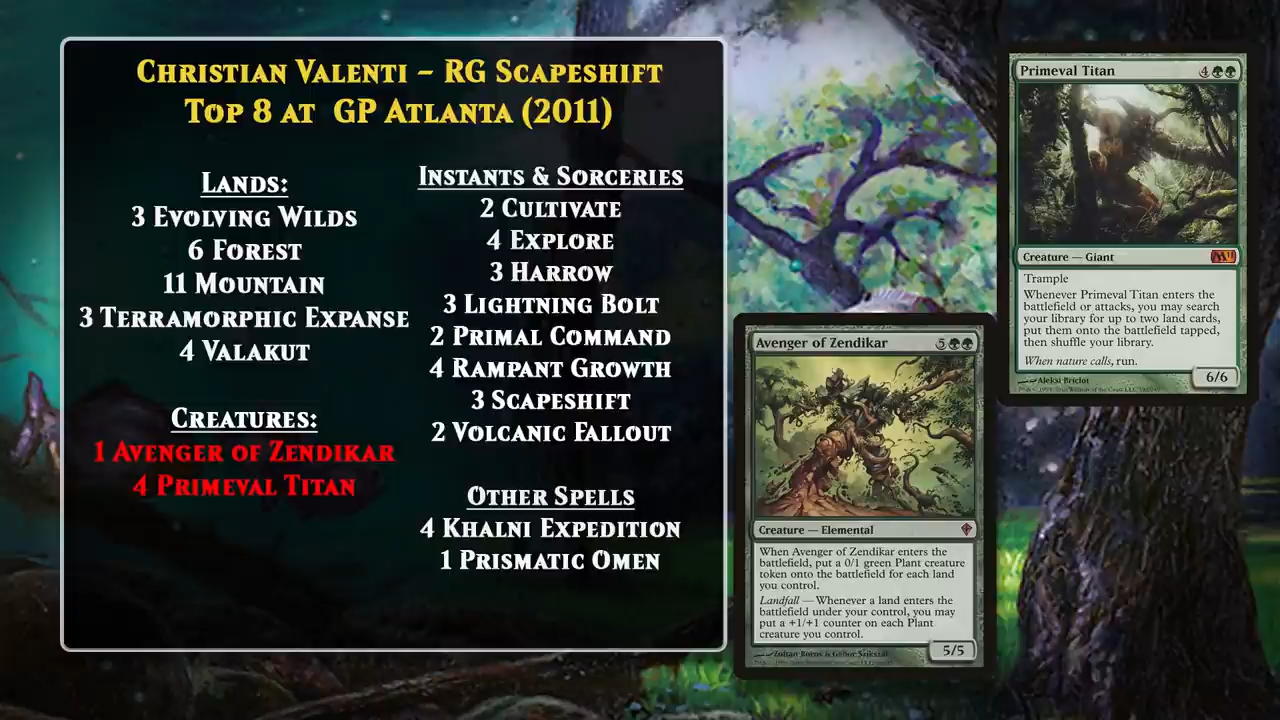 CHRISTIAN VALENTI – RG SCAPESHIFT
TOP 8 AT GP ATLANTA (2011)
LANDS:
3 EVOLVING WILDS
6 FOREST
11 MOUNTAIN
3 TERRAMORPHIC EXPANSE
4 VALAKUT
CREATURES:
1 AVENGER OF ZENDIKAR
4 PRIMEVAL TITAN
INSTANTS & SORCERIES
2 CULTIVATE
4 EXPLORE
3 HARROW
3 LIGHTNING BOLT
2 PRIMAL COMMAND
4 RAMPANT GROWTH
3 SCAPESHIFT
2 VOLCANIC FALLOUT
OTHER SPELLS
4 KHALNI EXPEDITION
1 PRISMATIC OMEN
Avenger of Zendikar 5
Creature — Elemental
When Avenger of Zendikar enters the
battlefield, put a 0/1 green Plant creature
token onto the battlefield for each land
you control.
Landfall — Whenever a land enters the
battlefield under your control, you may
put a +1/+1 counter on each Plant
creature you control.
5/5
Primeval Titan 4
Creature — Giant
M11
Trample
Whenever Primeval Titan enters the
battlefield or attacks, you may search
your library for up to two land cards,
put them onto the battlefield tapped,
then shuffle your library.
When nature calls, run.
Aleksi Briclot
6/6